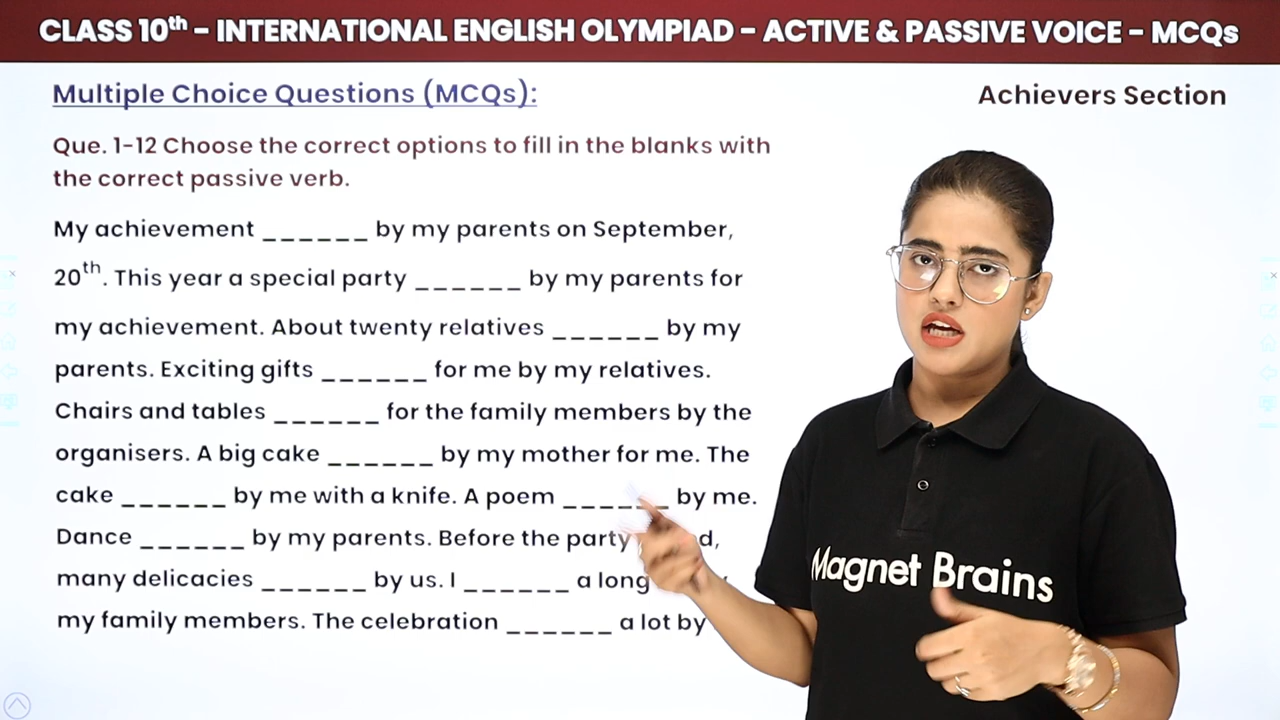 CLASS 10th – INTERNATIONAL ENGLISH OLYMPIAD – ACTIVE & PASSIVE VOICE – MCQs
Multiple Choice Questions (MCQs):
Achievers Section
Que. 1-12 Choose the correct options to fill in the blanks with
the correct passive verb.
My achievement ______ by my parents on September,
20th. This year a special party ______ by my parents for
my achievement. About twenty relatives ______ by my
parents. Exciting gifts ______ for me by my relatives.
Chairs and tables ______ for the family members by the
organisers. A big cake ______ by my mother for me. The
cake ______ by me with a knife. A poem ______ by me.
Dance ______ by my parents. Before the party
many delicacies ______ by us. I ______ a long
my family members. The celebration ______ a lot by
Magnet Brains